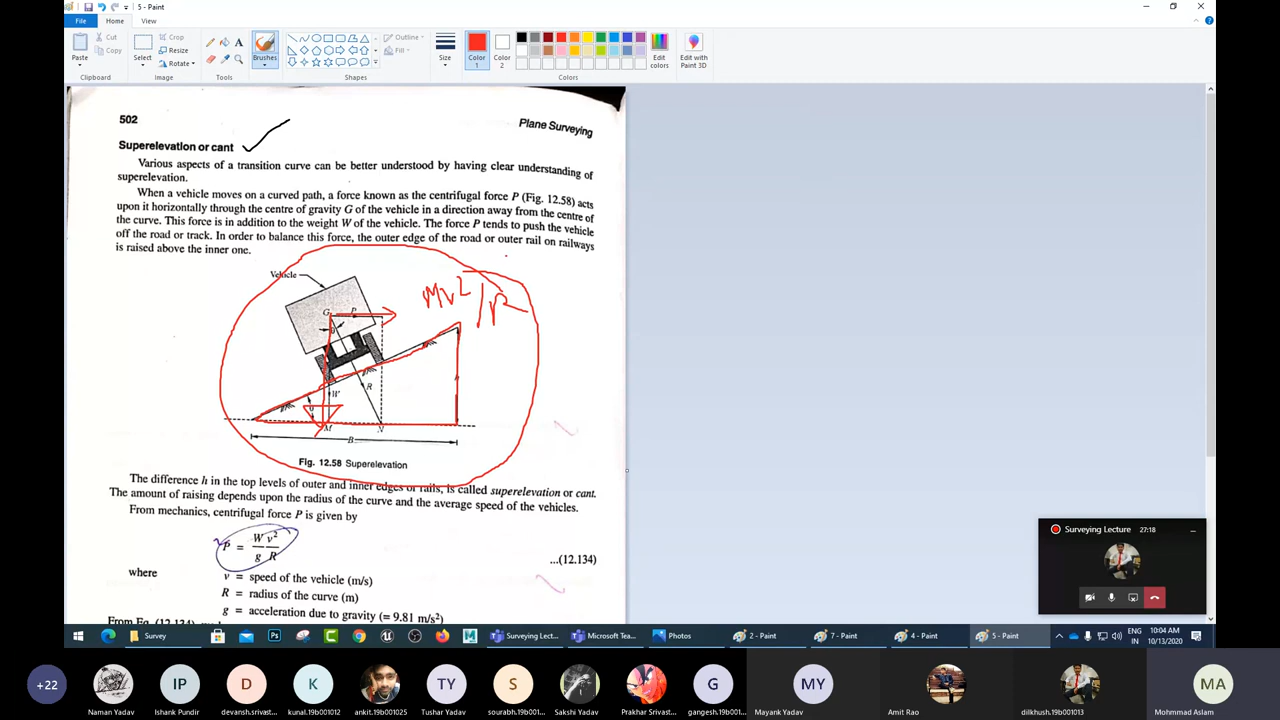 5 - Paint
File
Home
View
Paste
Cut
Copy
Clipboard
Select
Crop
Resize
Rotate
Image
A
Tools
Brushes
Outline
Fill
Shapes
Size
Color
1
Color
2
Edit
colors
Colors
Edit with
Paint 3D
502
Plane Surveying
Superelevation or cant
Various aspects of a transition curve can be better understood by having clear understanding of
superelevation.
When a vehicle moves on a curved path, a force known as the centrifugal force P (Fig. 12.58) acts
upon it horizontally through the centre of gravity G of the vehicle in a direction away from the centre of
the curve. This force is in addition to the weight W of the vehicle. The force P tends to push the vehicle
off the road or track. In order to balance this force, the outer edge of the road or outer rail on railways
is raised above the inner one.
Vehicle
Mv²/r
G
P
θ
R
W
θ
M
N
B
Fig. 12.58 Superelevation
The difference h in the top levels of outer and inner edges or rails, is called superelevation or cant.
The amount of raising depends upon the radius of the curve and the average speed of the vehicles.
From mechanics, centrifugal force P is given by
P = W v² / g R
...(12.134)
where
v = speed of the vehicle (m/s)
R = radius of the curve (m)
g = acceleration due to gravity (= 9.81 m/s²)
From Eq. (12.134)
Surveying Lecture
27:18
Survey
Surveying Lect...
Microsoft Tea...
Photos
2 - Paint
7 - Paint
4 - Paint
5 - Paint
ENG
IN
10:04 AM
10/13/2020
+22
IP
D
K
TY
S
G
MY
MA
Naman Yadav
Ishank Pundir
devansh.srivast...
kunal.19b001012
ankit.19b001025
Tushar Yadav
sourabh.19b001...
Sakshi Yadav
Prakhar Srivast...
gangesh.19b001...
Mayank Yadav
Amit Rao
dilkhush.19b001013
Mohmmad Aslam